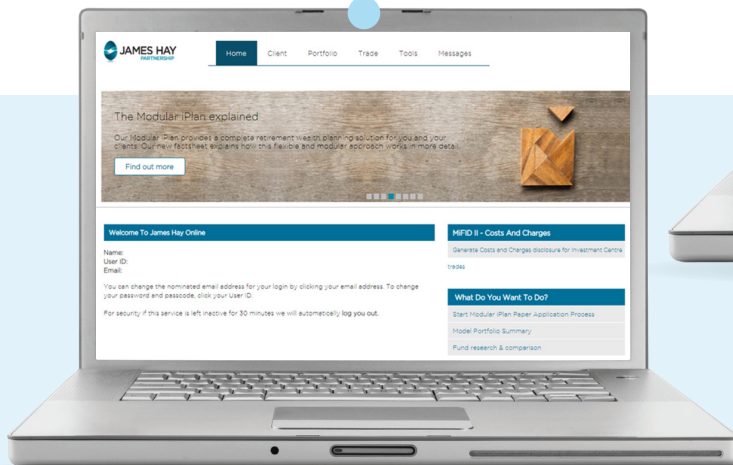 JAMES HAY
PARTNERSHIP
Home Client Portfolio Trade Tools Messages
The Modular iPlan explained
Our Modular iPlan provides a complete retirement wealth planning solution for you and your
clients. Our new factsheet explains how this flexible and modular approach works in more
detail.
Find out more
Welcome To James Hay Online
Name:
User ID:
Email:
You can change the nominated email address for your login by clicking your email address. To change
your password and passcode, click your User ID.
For security if this service is left inactive for 30 minutes we will automatically log you out.
MiFID II - Costs And Charges
Generate Costs and Charges disclosure for Investment Centre
trades
What Do You Want To Do?
Start Modular iPlan Paper Application Process
Model Portfolio Summary
Fund research & comparison